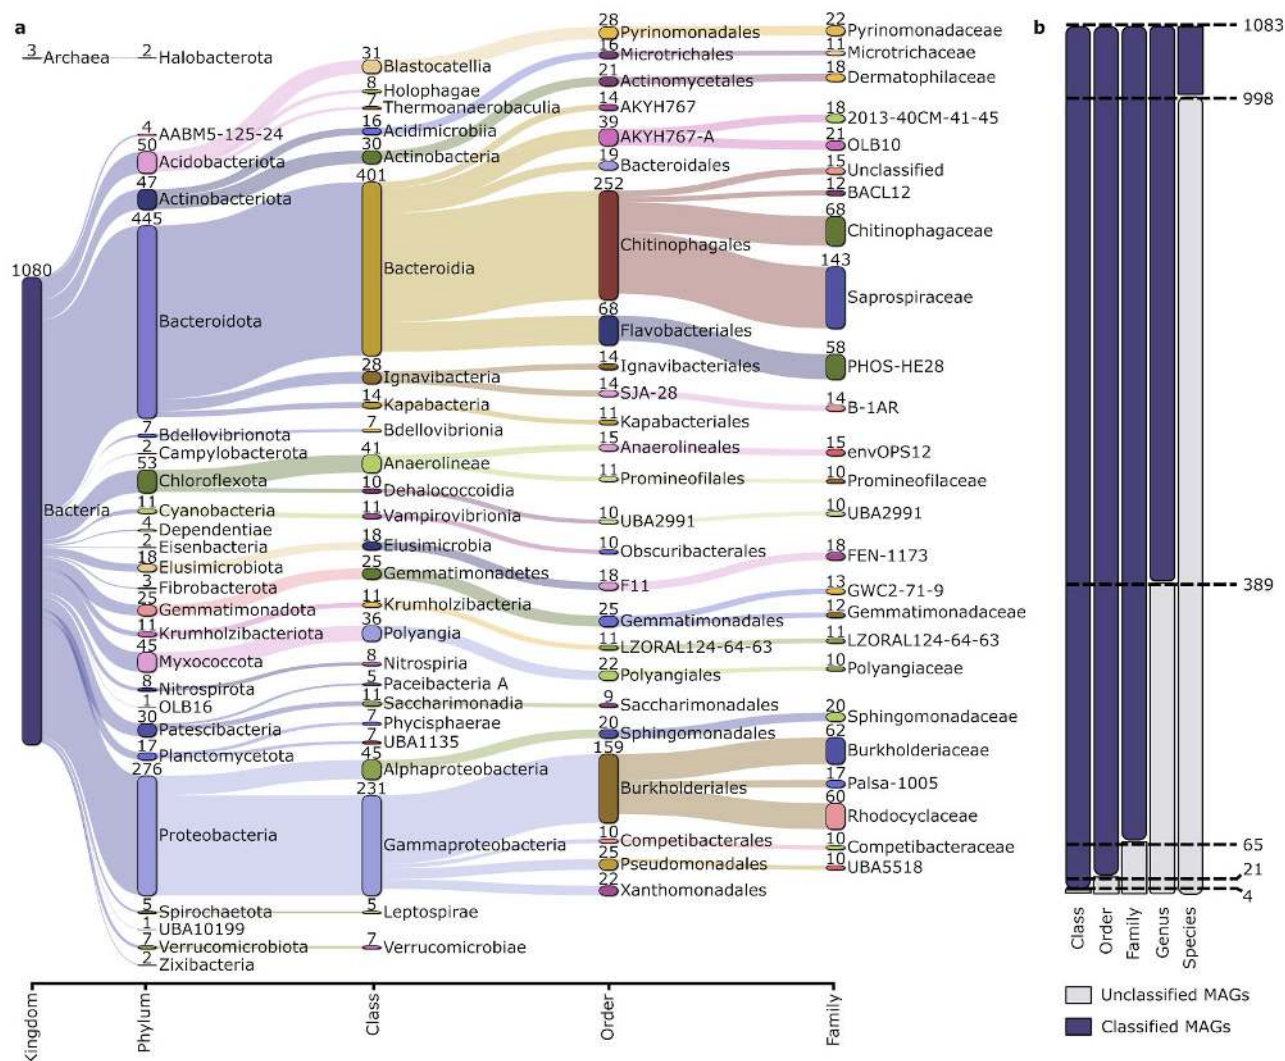 a
3 Archaea
2
Halobacterota
4
AABM5-125-24
50
Acidobacteriota
47
Actinobacteriota
445
Bacteroidota
1080
Bacteria
7
Bdellovibrionota
2
Campylobacterota
53
Chloroflexota
11
Cyanobacteria
4
Dependentiae
2
Eisenbacteria
18
Elusimicrobiota
3
Fibrobacterota
25
Gemmatimonadota
11
Krumholzibacteriota
45
Myxococcota
8
Nitrospirota
1
OLB16
30
Patescibacteria
17
Planctomycetota
276
Proteobacteria
5
Spirochaetota
1
UBA10199
7
Verrucomicrobiota
2
Zixibacteria
31
Blastocatellia
8
Holophagae
7
Thermoanaerobaculia
16
Acidimicrobiia
30
Actinobacteria
401
Bacteroidia
28
Ignavibacteria
14
Kapabacteria
7
Bdellovibrionia
41
Anaerolineae
10
Dehalococcoidia
11
Vampirovibrionia
18
Elusimicrobia
25
Gemmatimonadetes
11
Krumholzibacteria
36
Polyangia
8
Nitrospiria
5
Paceibacteria A
11
Saccharimonadia
7
Phycisphaerae
7
UBA1135
45
Alphaproteobacteria
231
Gammaproteobacteria
5
Leptospirae
7
Verrucomicrobiae
28
Pyrinomonadales
16
Microtrichales
21
Actinomycetales
14
AKYH767
39
AKYH767-A
19
Bacteroidales
252
Chitinophagales
68
Flavobacteriales
14
Ignavibacteriales
14
SJA-28
11
Kapabacteriales
15
Anaerolineales
11
Promineofilales
10
UBA2991
10
Obscuribacterales
18
F11
25
Gemmatimonadales
11
LZORAL124-64-63
22
Polyangiales
9
Saccharimonadales
20
Sphingomonadales
159
Burkholderiales
10
Competibacterales
25
Pseudomonadales
22
Xanthomonadales
22
Pyrinomonadaceae
11
Microtrichaceae
18
Dermatophilaceae
18
2013-40CM-41-45
21
OLB10
15
Unclassified
12
BACL12
68
Chitinophagaceae
143
Saprospiraceae
58
PHOS-HE28
14
B-1AR
15
envOPS12
10
Promineofilaceae
10
UBA2991
18
FEN-1173
13
GWC2-71-9
12
Gemmatimonadaceae
11
LZORAL124-64-63
10
Polyangiaceae
20
Sphingomonadaceae
62
Burkholderiaceae
17
Palsa-1005
60
Rhodocyclaceae
10
Competibacteraceae
10
UBA5518
Kingdom
Phylum
Class
Order
Family
b
1083
998
389
65
21
4
Class
Order
Family
Genus
Species
Unclassified MAGs
Classified MAGs